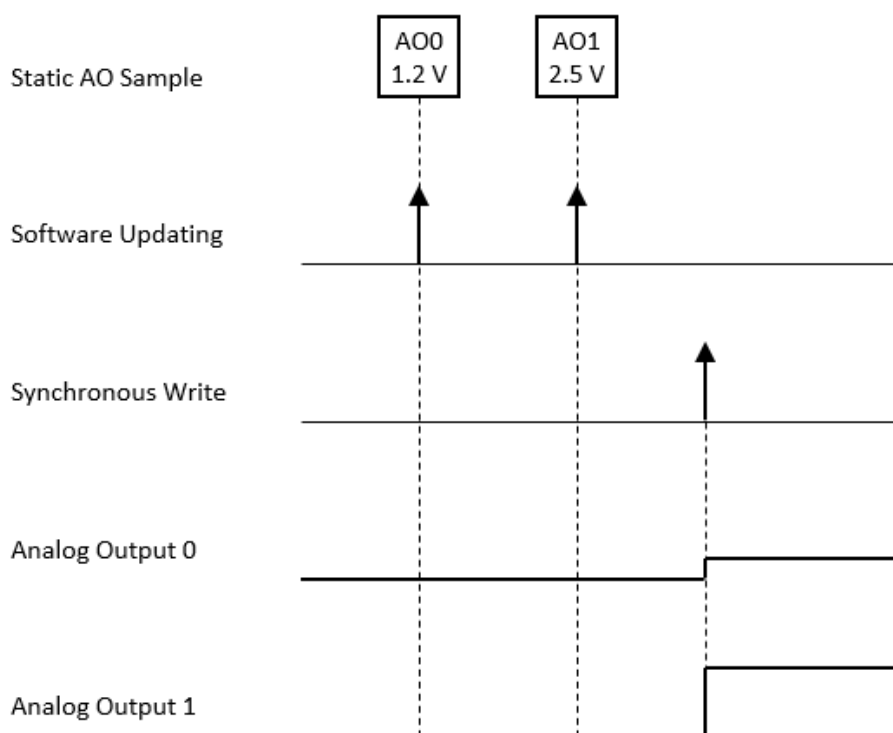 AO0
1.2 V
AO1
2.5 V
Static AO Sample
Software Updating
Synchronous Write
Analog Output 0
Analog Output 1